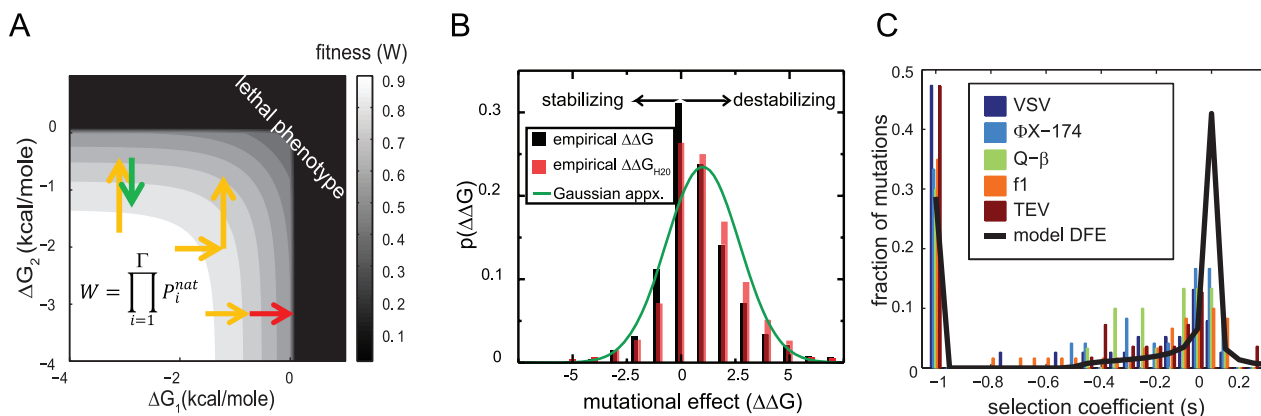 A
fitness (W)
lethal phenotype
0.9
0.8
0.7
0.6
0.5
0.4
0.3
0.2
0.1
0
−1
−2
−3
−4
ΔG₂ (kcal/mole)
W = ∏ᵢ₌₁^Γ Pᵢⁿᵃᵗ
−4
−2
0
ΔG₁(kcal/mole)
B
stabilizing
destabilizing
empirical ΔΔG
empirical ΔΔG_H20
Gaussian appx.
0.3
0.2
0.1
0
p(ΔΔG)
-5
-2.5
0
2.5
5
mutational effect (ΔΔG)
C
0.5
0.4
0.3
0.2
0.1
0
fraction of mutations
VSV
ΦX−174
Q-β
f1
TEV
model DFE
−1
−0.8
−0.6
−0.4
−0.2
0
0.2
selection coefficient (s)